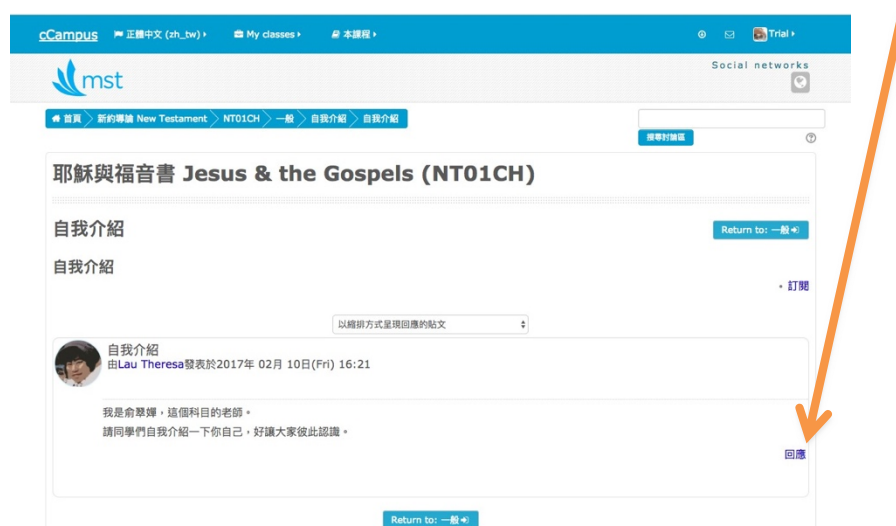 cCampus 正體中文 (zh_tw) My classes 本課程 Trial
mst
Social networks
首頁 新約導論 New Testament NT01CH 一般 自我介紹 自我介紹
搜尋討論區
耶穌與福音書 Jesus & the Gospels (NT01CH)
自我介紹
Return to: 一般
自我介紹
訂閱
以縮排方式呈現回應的貼文
自我介紹
由Lau Theresa發表於2017年 02月 10日(Fri) 16:21
我是俞翠嬋，這個科目的老師。
請同學們自我介紹一下你自己，好讓大家彼此認識。
回應
Return to: 一般